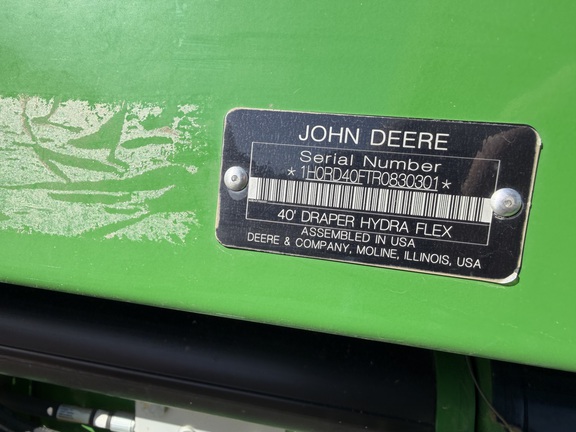 JOHN DEERE
Serial Number
*1H0RD40FTR0830301*
40' DRAPER HYDRA FLEX
ASSEMBLED IN USA
DEERE & COMPANY, MOLINE, ILLINOIS, USA